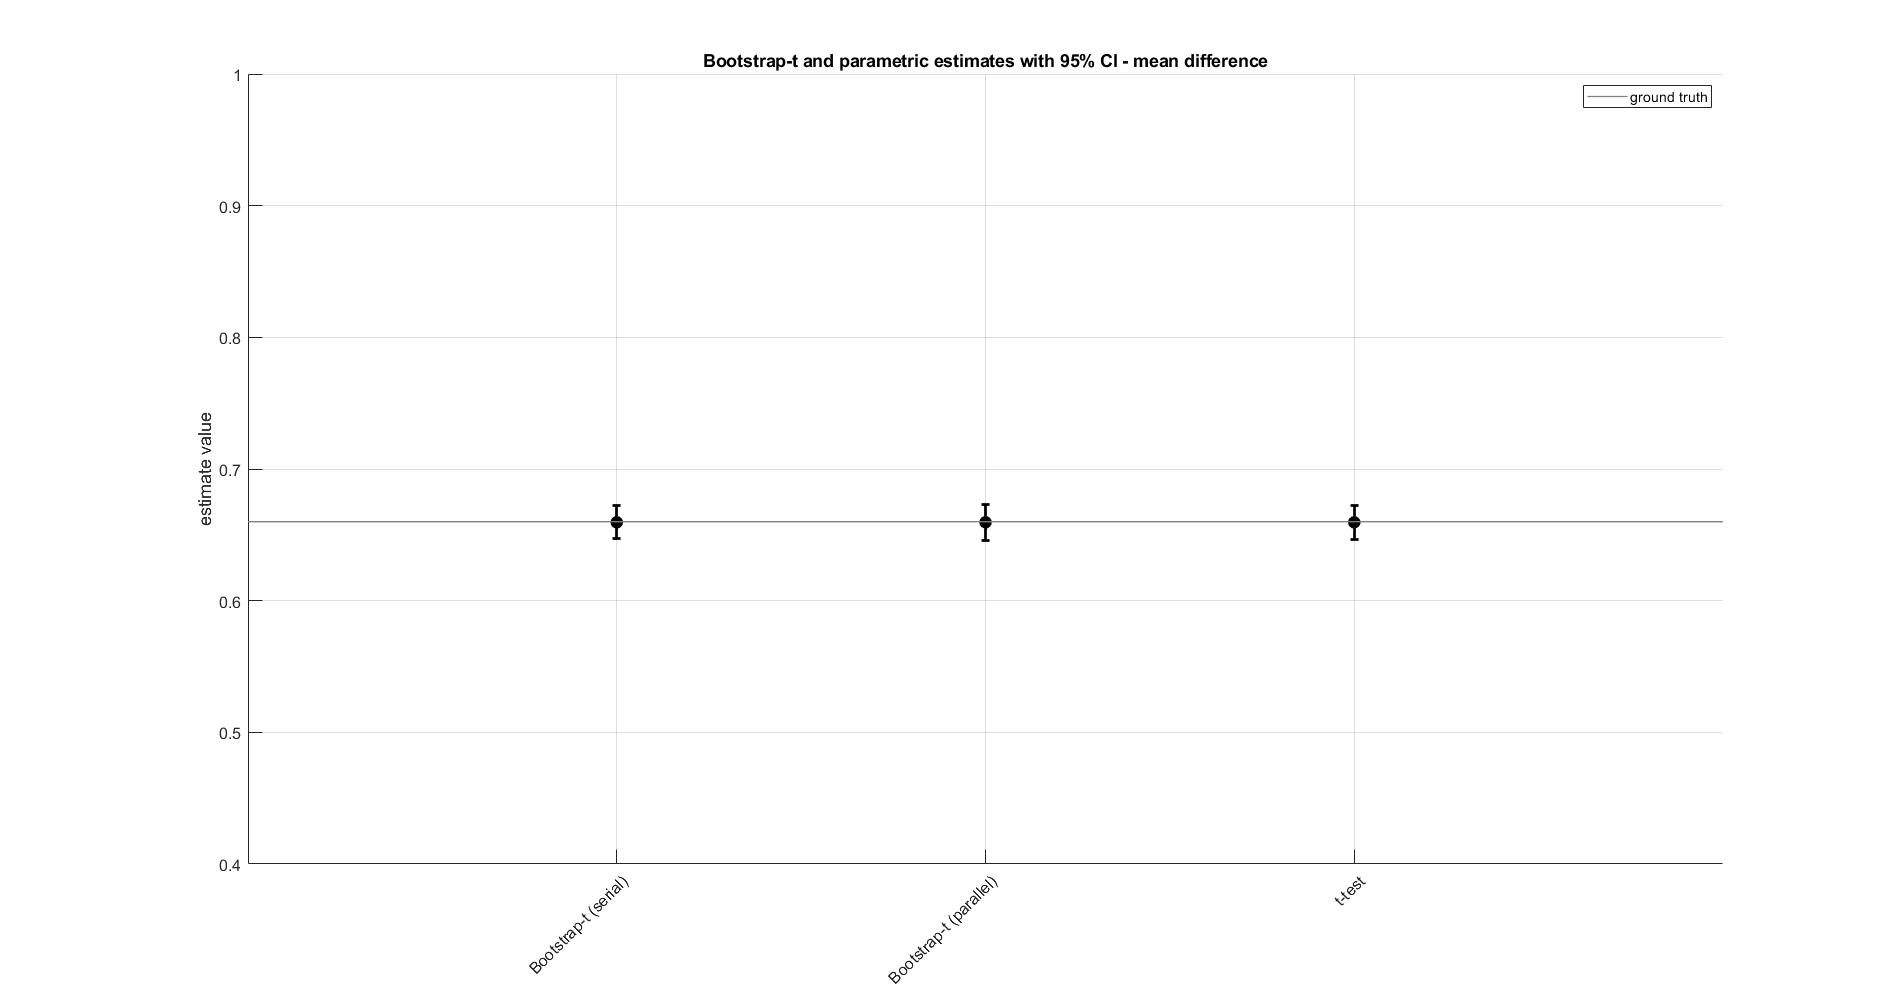 Bootstrap-t and parametric estimates with 95% CI - mean difference
ground truth
estimate value
1
0.9
0.8
0.7
0.6
0.5
0.4
Bootstrap-t (serial)
Bootstrap-t (parallel)
t-test